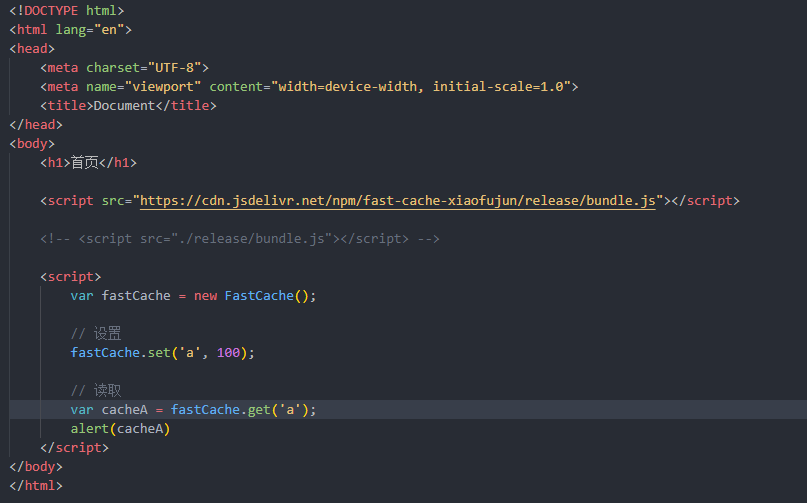 <!DOCTYPE html>
<html lang="en">
<head>
    <meta charset="UTF-8">
    <meta name="viewport" content="width=device-width, initial-scale=1.0">
    <title>Document</title>
</head>
<body>
    <h1>首页</h1>
    <script src="https://cdn.jsdelivr.net/npm/fast-cache-xiaofujun/release/bundle.js"></script>
    <!-- <script src="./release/bundle.js"></script> -->
    <script>
        var fastCache = new FastCache();
        // 设置
        fastCache.set('a', 100);
        // 读取
        var cacheA = fastCache.get('a');
        alert(cacheA)
    </script>
</body>
</html>